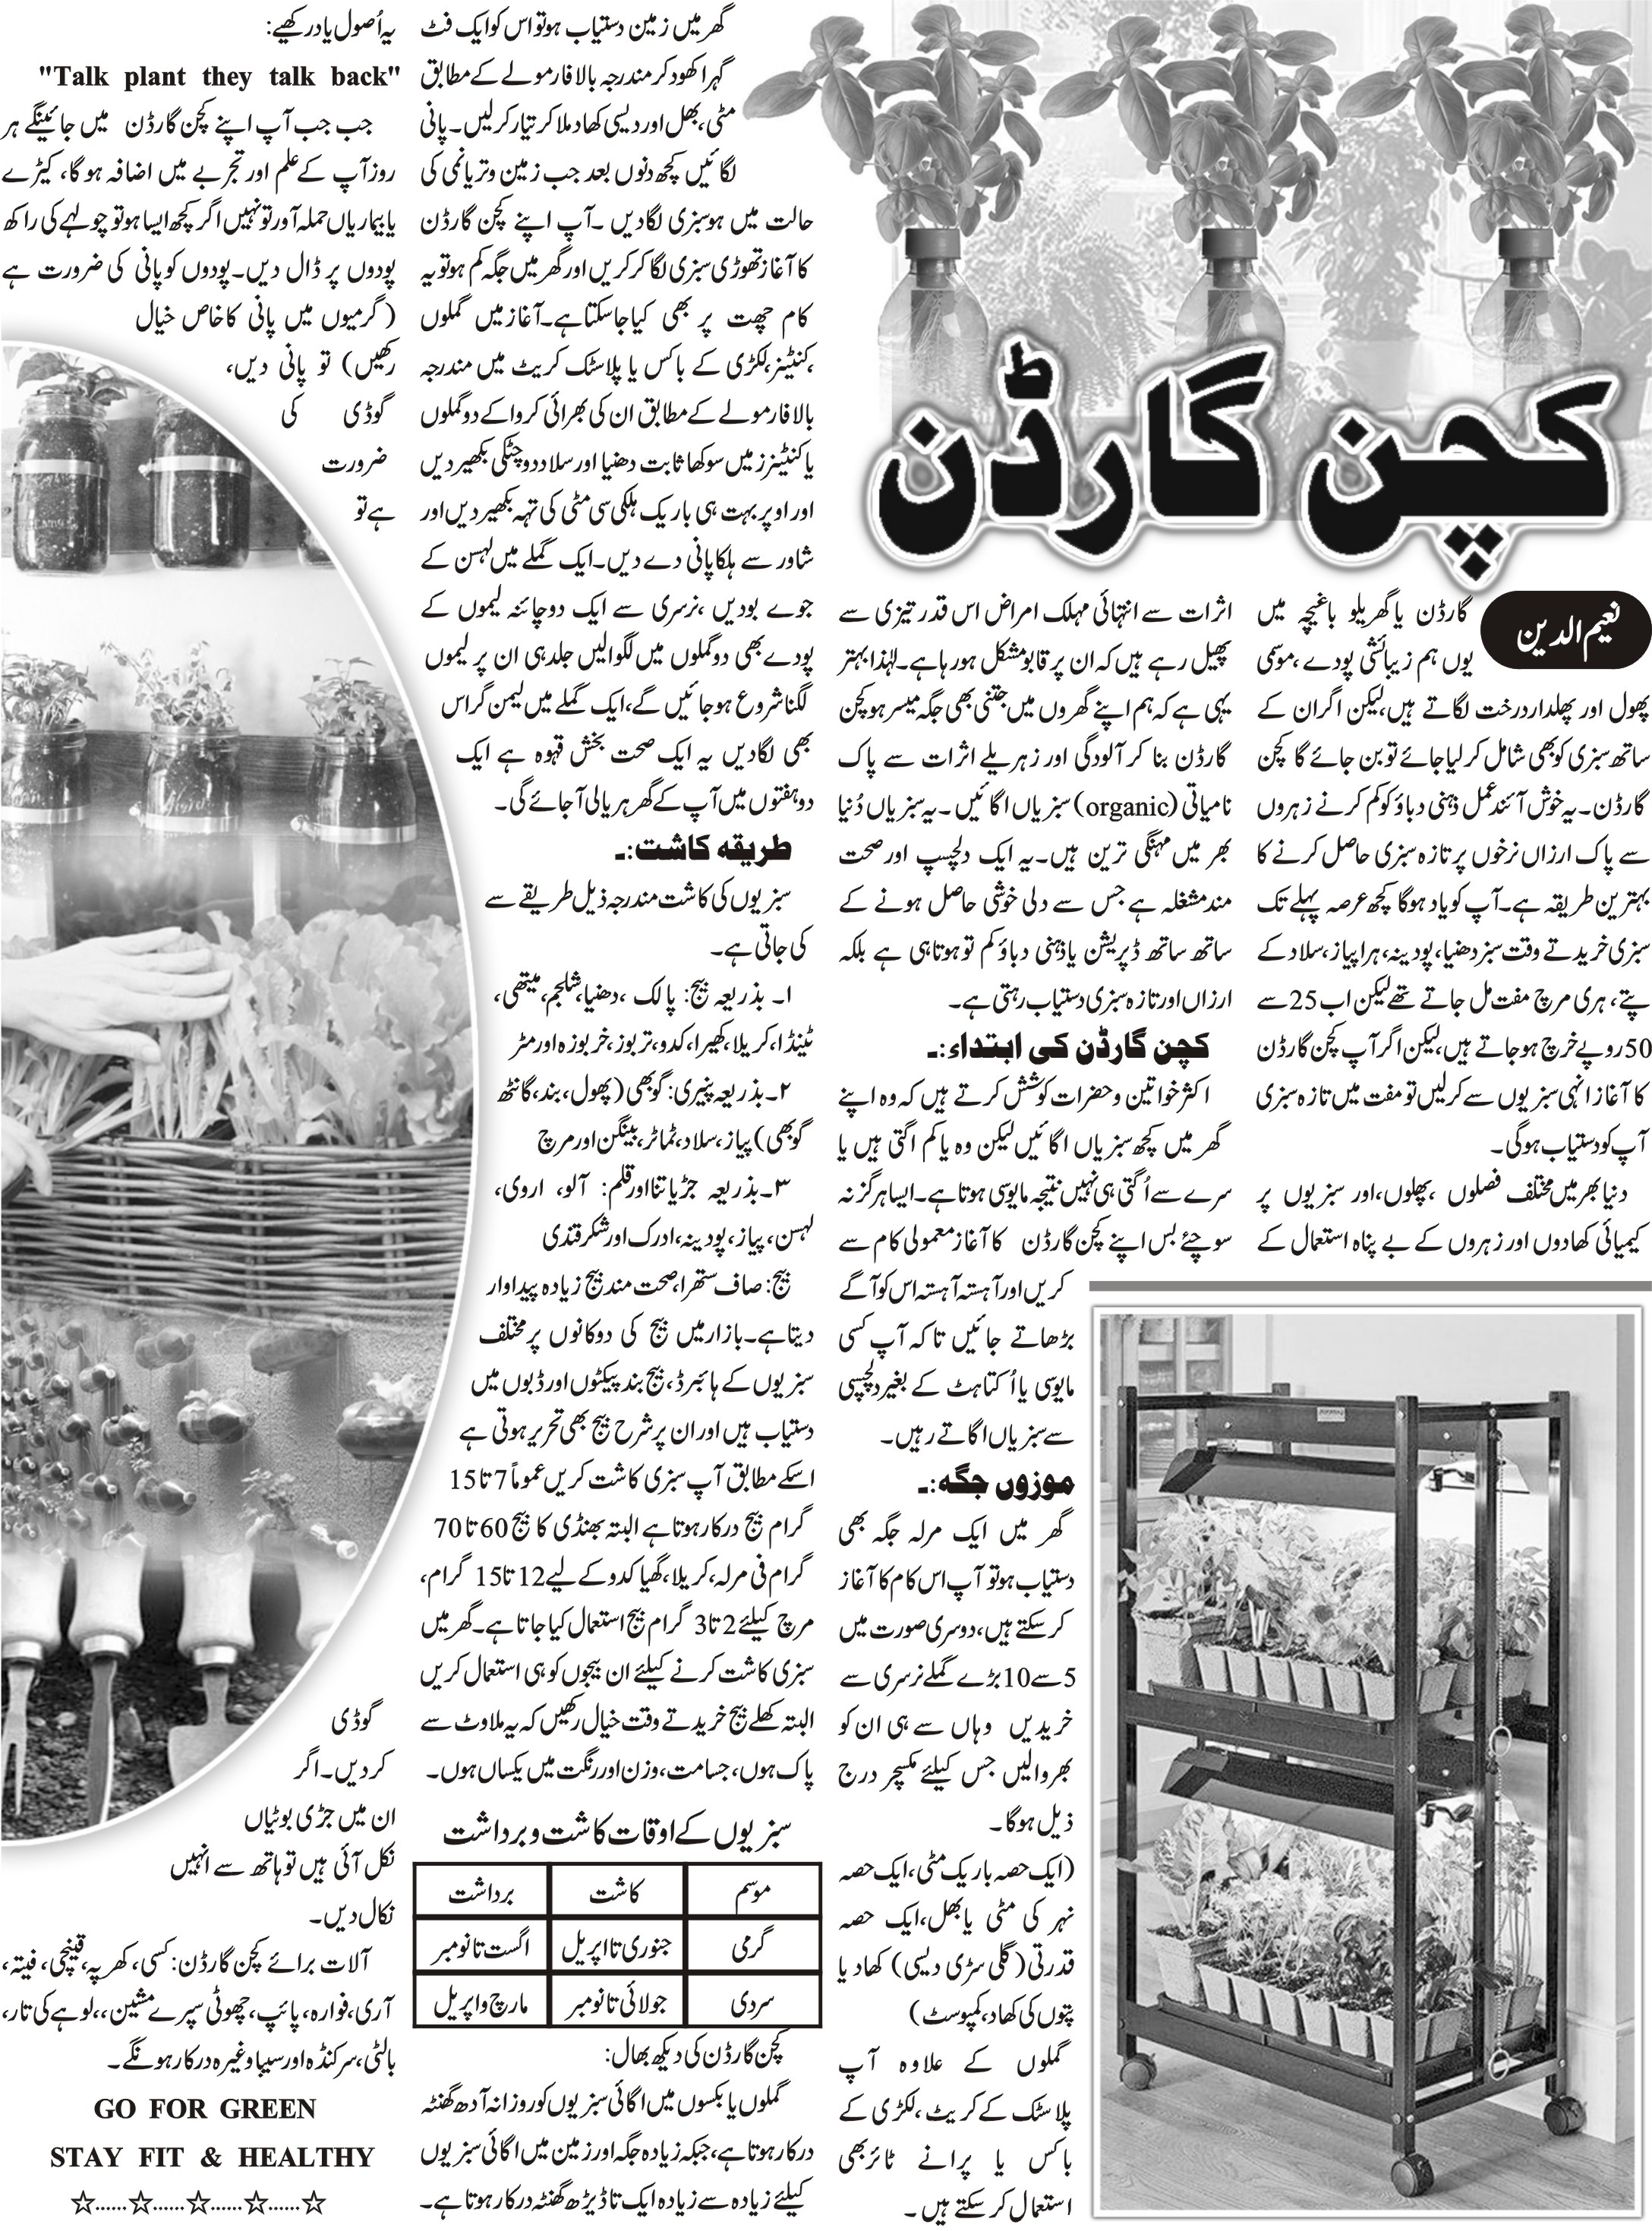 کچن گارڈن
نعیم الدین
گارڈن یا گھریلو باغیچہ میں
یوں ہم زیبائشی پودے ،موسمی
پھول اور پھلدار درخت لگاتے ہیں،لیکن اگر ان کے
ساتھ سبزی کو بھی شامل کر لیا جائے تو بن جائے گا کچن
گارڈن۔ یہ خوش آئند عمل ذہنی دباؤ کو کم کرنے زہروں
سے پاک ارزاں نرخوں پر تازہ سبزی حاصل کرنے کا
بہترین طریقہ ہے۔آپ کو یاد ہوگا کچھ عرصہ پہلے تک
سبزی خریدتے وقت سبز دھنیا، پودینہ، ہرا پیاز، سلاد کے
پتے، ہری مرچ مفت مل جاتے تھے لیکن اب 25 سے
50 روپے خرچ ہو جاتے ہیں،لیکن اگر آپ کچن گارڈن
کا آغاز انہی سبزیوں سے کر لیں تو مفت میں تازہ سبزی
آپ کو دستیاب ہوگی۔
دنیا بھر میں مختلف فصلوں ،پھلوں،اور سبزیوں پر
کیمیائی کھادوں اور زہروں کے بے پناہ استعمال کے
اثرات سے انتہائی مہلک امراض اس قدر تیزی سے
پھیل رہے ہیں کہ ان پر قابو مشکل ہو رہا ہے۔لہٰذا بہتر
یہی ہے کہ ہم اپنے گھروں میں جتنی بھی جگہ میسر ہو کچن
گارڈن بنا کر آلودگی اور زہریلے اثرات سے پاک
نامیاتی (organic) سبزیاں اگائیں۔ یہ سبزیاں دُنیا
بھر میں مہنگی ترین ہیں۔یہ ایک دلچسپ اور صحت
مند مشغلہ ہے جس سے دلی خوشی حاصل ہونے کے
ساتھ ساتھ ڈپریشن یا ذہنی دباؤ کم تو ہوتا ہی ہے بلکہ
ارزاں اور تازہ سبزی دستیاب رہتی ہے۔
کچن گارڈن کی ابتداء:۔
اکثر خواتین و حضرات کوشش کرتے ہیں کہ وہ اپنے
گھر میں کچھ سبزیاں اگائیں لیکن وہ یا کم اگتی ہیں یا
سرے سے اُگتی ہی نہیں نتیجہ مایوسی ہوتا ہے۔ایسا ہرگز نہ
سوچئے بس اپنے کچن گارڈن کا آغاز معمولی کام سے
کریں اور آہستہ آہستہ اس کو آگے
بڑھاتے جائیں تاکہ آپ کسی
مایوسی یا اُکتاہٹ کے بغیر دلچسپی
سے سبزیاں اگاتے رہیں۔
موزوں جگہ:۔
گھر میں ایک مرلہ جگہ بھی
دستیاب ہو تو آپ اس کام کا آغاز
کر سکتے ہیں،دوسری صورت میں
5 سے 10 بڑے گملے نرسری سے
خریدیں وہاں سے ہی ان کو
بھروالیں جس کیلئے مکسچر درج
ذیل ہوگا۔
(ایک حصہ باریک مٹی،ایک حصہ
نہر کی مٹی یا بھل،ایک حصہ
قدرتی (گلی سڑی دیسی) کھاد یا
پتوں کی کھاد، کمپوسٹ)
گملوں کے علاوہ آپ
پلاسٹک کے کریٹ، لکڑی کے
باکس یا پرانے ٹائر بھی
استعمال کر سکتے ہیں۔
گھر میں زمین دستیاب ہو تو اس کو ایک فٹ
گہرا کھود کر مندرجہ بالا فارمولے کے مطابق
مٹی، بھل اور دیسی کھاد ملا کر تیار کر لیں۔پانی
لگائیں کچھ دنوں بعد جب زمین وتر یا نمی کی
حالت میں ہو سبزی لگا دیں ۔آپ اپنے کچن گارڈن
کا آغاز تھوڑی سبزی لگا کر کریں اور گھر میں جگہ کم ہو تو یہ
کام چھت پر بھی کیا جا سکتا ہے۔آغاز میں گملوں
،کنٹینر،لکڑی کے باکس یا پلاسٹک کریٹ میں مندرجہ
بالا فارمولے کے مطابق ان کی بھرائی کروا کے دو گملوں
یا کنٹینرز میں سوکھا ثابت دھنیا اور سلاد دو چٹکی بکھیر دیں
اور اوپر بہت ہی باریک ہلکی سی مٹی کی تہہ بکھیر دیں اور
شاور سے ہلکا پانی دے دیں۔ایک گملے میں لہسن کے
جوے بو دیں ،نرسری سے ایک دو چائنہ لیموں کے
پودے بھی دو گملوں میں لگوالیں جلد ہی ان پر لیموں
لگنا شروع ہو جائیں گے،ایک گملے میں لیمن گراس
بھی لگا دیں یہ ایک صحت بخش قہوہ ہے ایک
دو ہفتوں میں آپ کے گھر ہریالی آجائے گی۔
طریقہ کاشت:۔
سبزیوں کی کاشت مندرجہ ذیل طریقے سے
کی جاتی ہے۔
۱۔ بذریعہ بیج: پالک ،دھنیا،شلجم،میتھی،
ٹینڈا،کریلا،کھیرا،کدو،تربوز،خربوزہ اور مٹر
۲۔بذریعہ پنیری: گوبھی (پھول،بند،گانٹھ
گوبھی) پیاز،سلاد،ٹماٹر،بینگن اور مرچ
۳۔بذریعہ جڑ یا تنا اور قلم: آلو، اروی،
لہسن، پیاز، پودینہ،ادرک اور شکر قندی
بیج: صاف ستھرا،صحت مند بیج زیادہ پیداوار
دیتا ہے۔بازار میں بیج کی دوکانوں پر مختلف
سبزیوں کے ہائبرڈ،بیج بند پیکٹوں اور ڈبوں میں
دستیاب ہیں اور ان پر شرح بیج بھی تحریر ہوتی ہے
اسکے مطابق آپ سبزی کاشت کریں عموماً 7 تا 15
گرام بیج درکار ہوتا ہے البتہ بھنڈی کا بیج 60 تا 70
گرام فی مرلہ،کریلا،گھیا کدو کے لیے 12 تا 15 گرام،
مرچ کیلئے 2 تا 3 گرام بیج استعمال کیا جاتا ہے۔گھر میں
سبزی کاشت کرنے کیلئے ان بیجوں کو ہی استعمال کریں
البتہ کھلے بیج خریدتے وقت خیال رکھیں کہ یہ ملاوٹ سے
پاک ہوں، جسامت، وزن اور رنگت میں یکساں ہوں۔
سبزیوں کے اوقات کاشت و برداشت
موسم کاشت برداشت
گرمی جنوری تا اپریل اگست تا نومبر
سردی جولائی تا نومبر مارچ و اپریل
کچن گارڈن کی دیکھ بھال:
گملوں یا بکسوں میں اگائی سبزیوں کو روزانہ آدھ گھنٹہ
درکار ہوتا ہے، جبکہ زیادہ جگہ اور زمین میں اگائی سبزیوں
کیلئے زیادہ سے زیادہ ایک تا ڈیڑھ گھنٹہ درکار ہوتا ہے۔
یہ اُصول یاد رکھیے:
"Talk plant they talk back"
جب جب آپ اپنے کچن گارڈن میں جائینگے ہر
روز آپ کے علم اور تجربے میں اضافہ ہوگا، کیڑے
یا بیماریاں حملہ آور تو نہیں اگر کچھ ایسا ہو تو چولہے کی راکھ
پودوں پر ڈال دیں۔پودوں کو پانی کی ضرورت ہے
(گرمیوں میں پانی کا خاص خیال
رکھیں) تو پانی دیں،
گوڈی کی
ضرورت
ہے تو
گوڈی
کر دیں۔اگر
ان میں جڑی بوٹیاں
نکل آئی ہیں تو ہاتھ سے انہیں
نکال دیں۔
آلات برائے کچن گارڈن: کسی، کھرپہ،قینچی، فیتہ،
آری،فوارہ، پائپ، چھوٹی سپرے مشین،،لوہے کی تار،
بالٹی، سرکنڈہ اور سیبا وغیرہ درکار ہونگے۔
GO FOR GREEN
STAY FIT & HEALTHY
☆......☆......☆......☆......☆